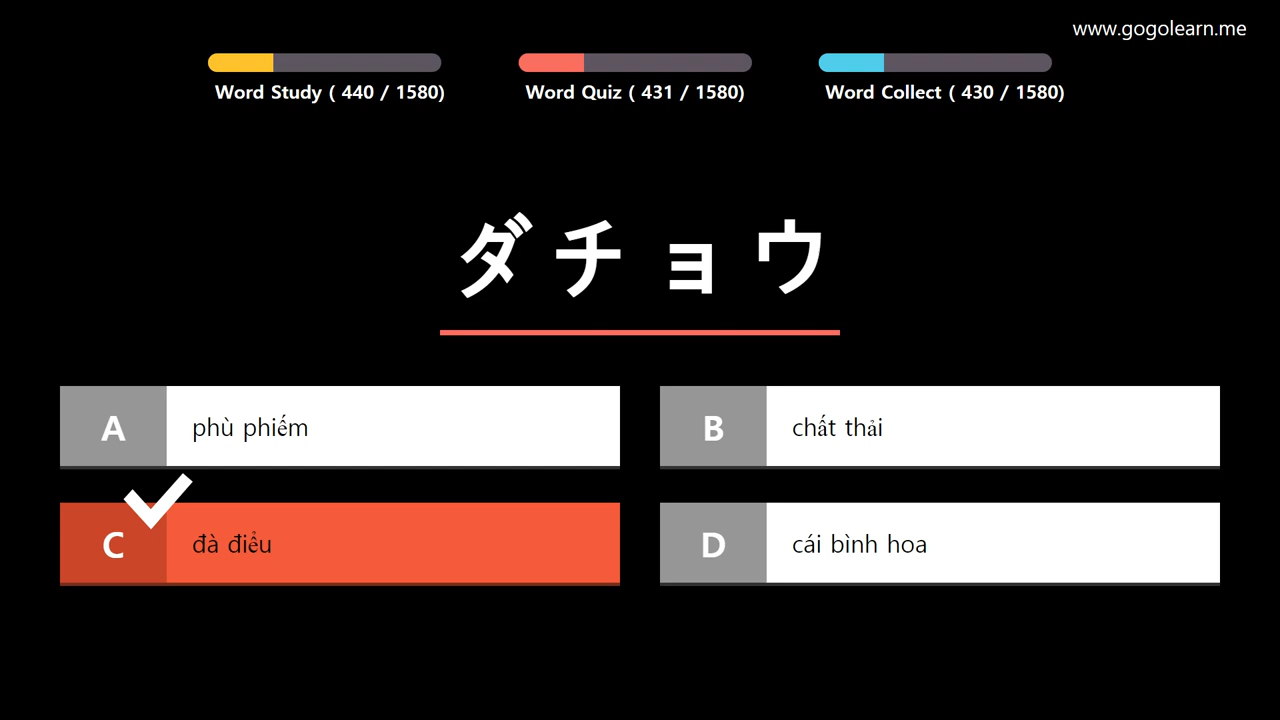 www.gogolearn.me
Word Study ( 440 / 1580)
Word Quiz ( 431 / 1580)
Word Collect ( 430 / 1580)
ダチョウ
A phù phiếm
B chất thải
C đà điểu
D cái bình hoa